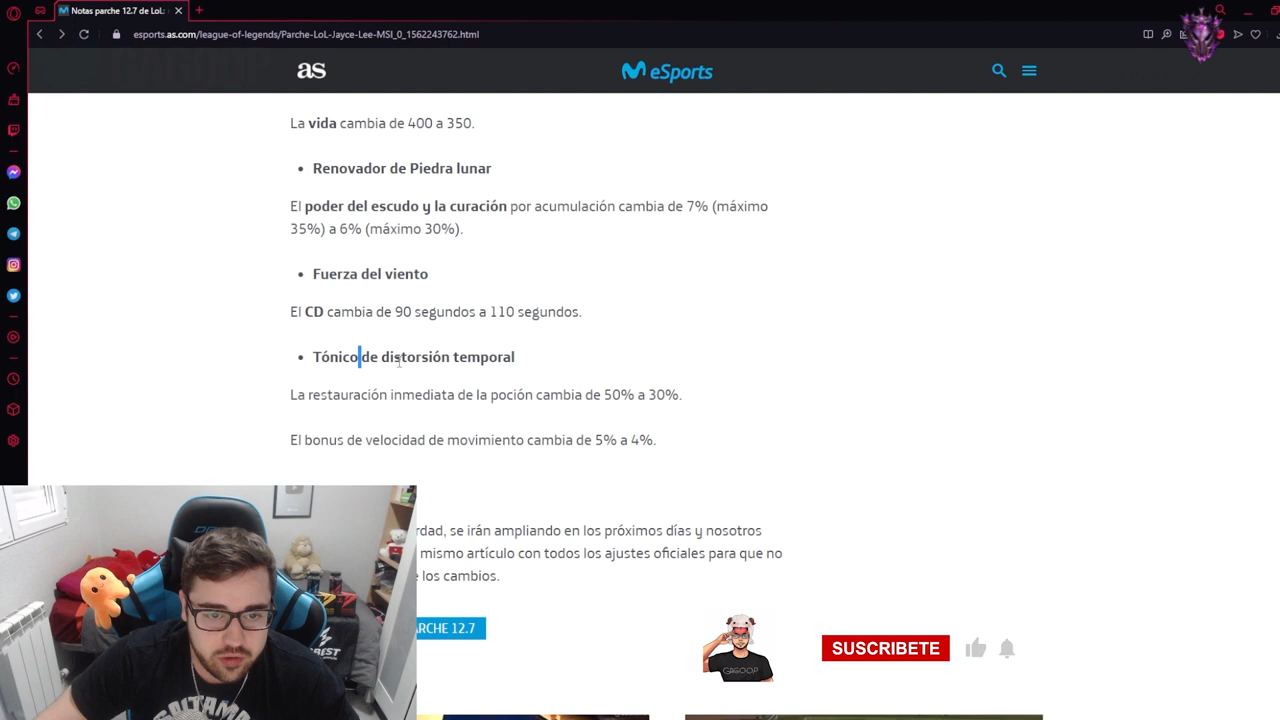 Notas parche 12.7 de LoL:
esports.as.com/league-of-legends/Parche-LoL-Jayce-Lee-MSI_0_1562243762.html
as
eSports
La vida cambia de 400 a 350.
• Renovador de Piedra lunar
El poder del escudo y la curación por acumulación cambia de 7% (máximo
35%) a 6% (máximo 30%).
• Fuerza del viento
El CD cambia de 90 segundos a 110 segundos.
• Tónico de distorsión temporal
La restauración inmediata de la poción cambia de 50% a 30%.
El bonus de velocidad de movimiento cambia de 5% a 4%.
se irán ampliando en los próximos días y nosotros
mismo artículo con todos los ajustes oficiales para que no
los cambios.
12.7
SUSCRIBETE
GAGOOP